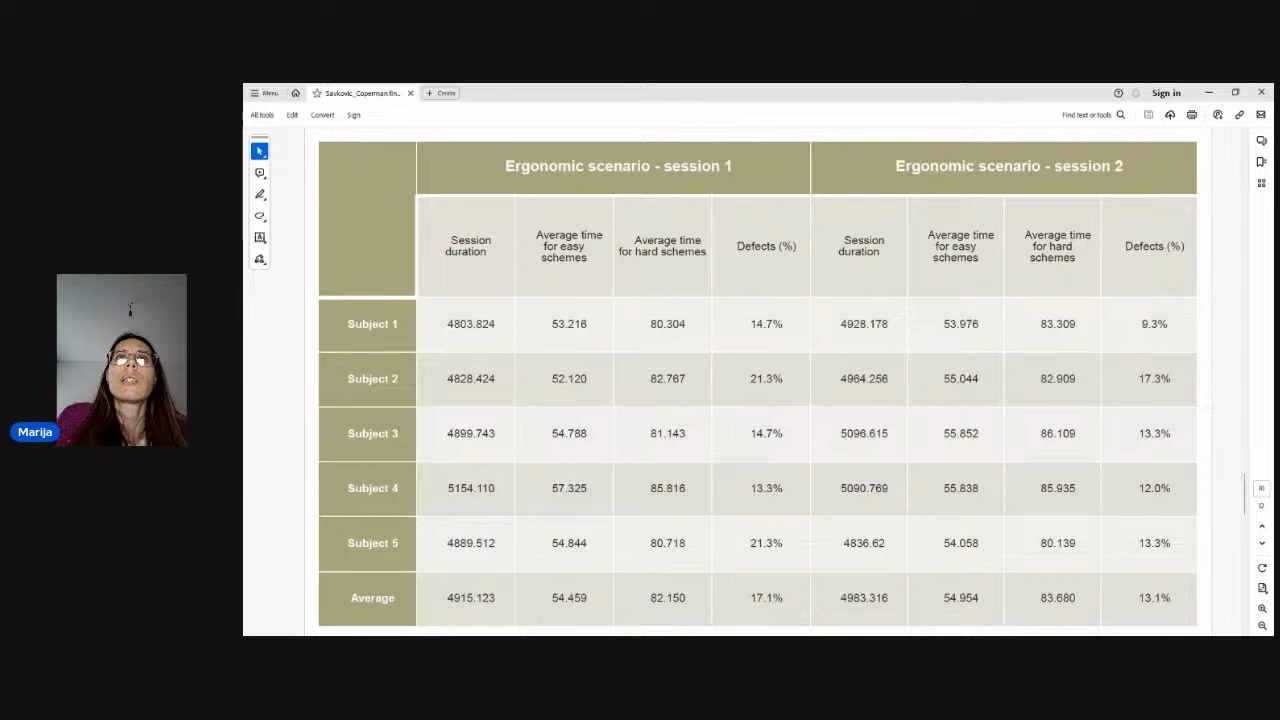 Menu
Savkovic_Coperman fin...
Create
Sign in
All tools
Edit
Convert
Sign
Find text or tools
Ergonomic scenario - session 1
Ergonomic scenario - session 2
Session duration
Average time for easy schemes
Average time for hard schemes
Defects (%)
Session duration
Average time for easy schemes
Average time for hard schemes
Defects (%)
Subject 1 4803.824 53.216 80.304 14.7% 4928.178 53.976 83.309 9.3%
Subject 2 4828.424 52.120 82.767 21.3% 4964.256 55.044 82.909 17.3%
Subject 3 4899.743 54.788 81.143 14.7% 5096.615 55.852 86.109 13.3%
Subject 4 5154.110 57.325 85.816 13.3% 5090.769 55.838 85.935 12.0%
Subject 5 4889.512 54.844 80.718 21.3% 4836.62 54.058 80.139 13.3%
Average 4915.123 54.459 82.150 17.1% 4983.316 54.954 83.680 13.1%
Marija
10
12